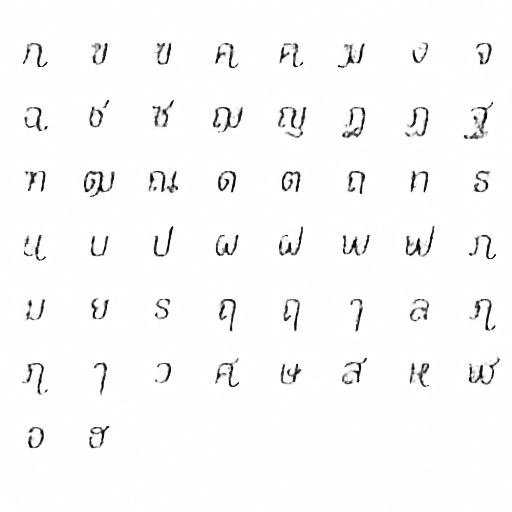 ก ข ฃ ค ฅ ฆ ง จ
ฉ ช ซ ฌ ญ ฎ ฏ ฐ
ฑ ฒ ณ ด ต ถ ท ธ
น บ ป ผ ฝ พ ฟ ภ
ม ย ร ฤ ฤ ๅ ล ฦ
ฦ ๅ ว ศ ษ ส ห ฬ
อ ฮ